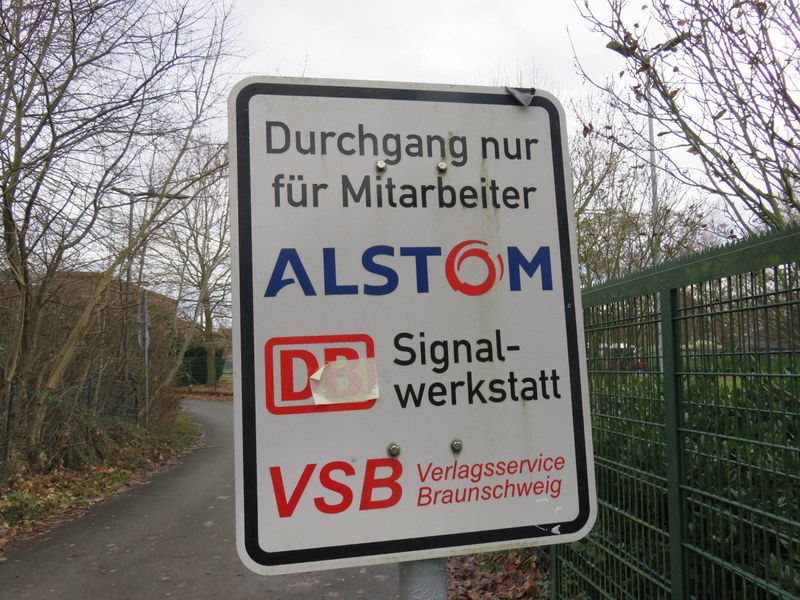 Durchgang nur
für Mitarbeiter
ALSTOM
DB Signal-
werkstatt
VSB Verlagsservice
Braunschweig